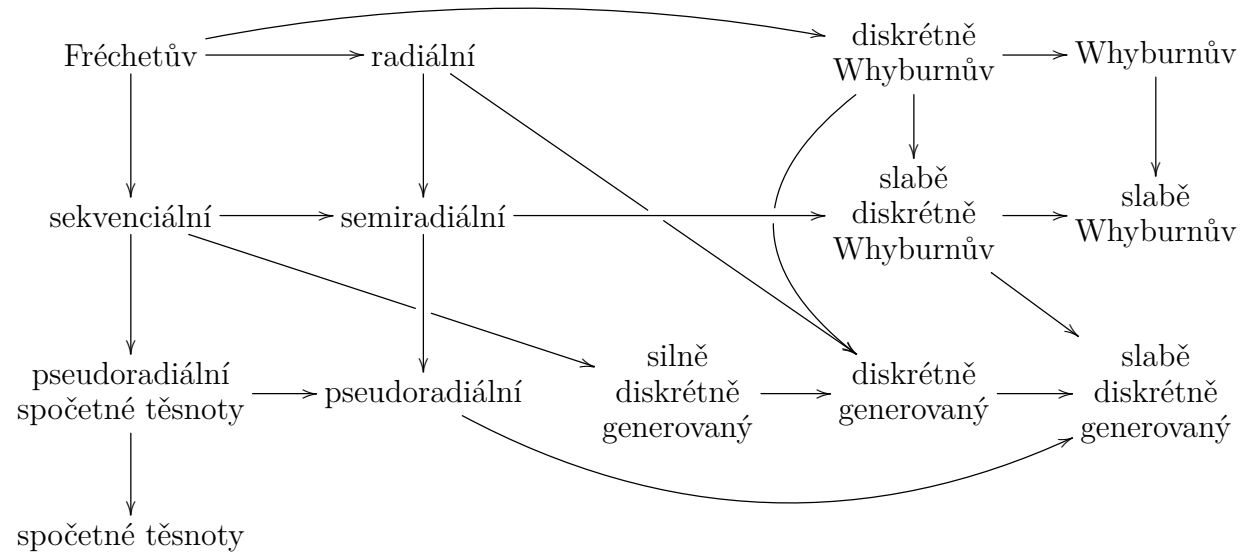 Fréchetův
radiální
diskrétně
Whyburnův
Whyburnův
sekvenciální
semiradiální
slabě
diskrétně
Whyburnův
slabě
Whyburnův
pseudoradiální
spočetné těsnoty
pseudoradiální
silně
diskrétně
generovaný
diskrétně
generovaný
slabě
diskrétně
generovaný
spočetné těsnoty